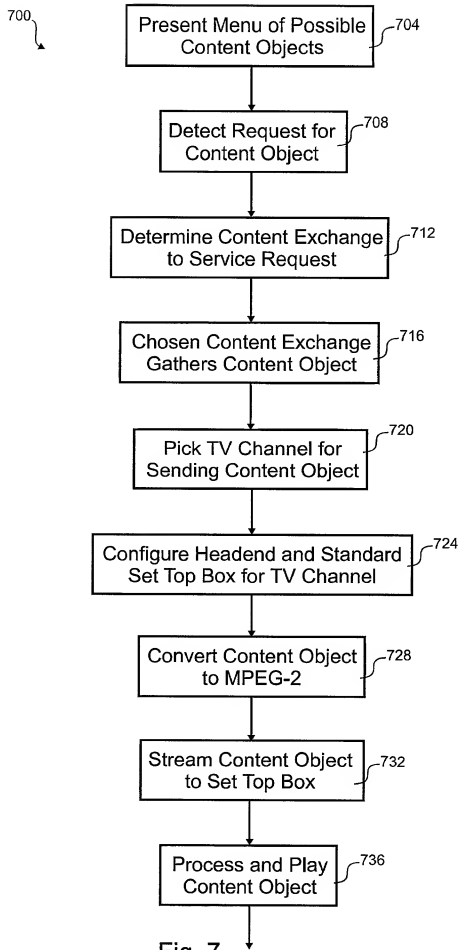 700
Present Menu of Possible
Content Objects
704
Detect Request for
Content Object
708
Determine Content Exchange
to Service Request
712
Chosen Content Exchange
Gathers Content Object
716
Pick TV Channel for
Sending Content Object
720
Configure Headend and Standard
Set Top Box for TV Channel
724
Convert Content Object
to MPEG-2
728
Stream Content Object
to Set Top Box
732
Process and Play
Content Object
736
Fig. 7